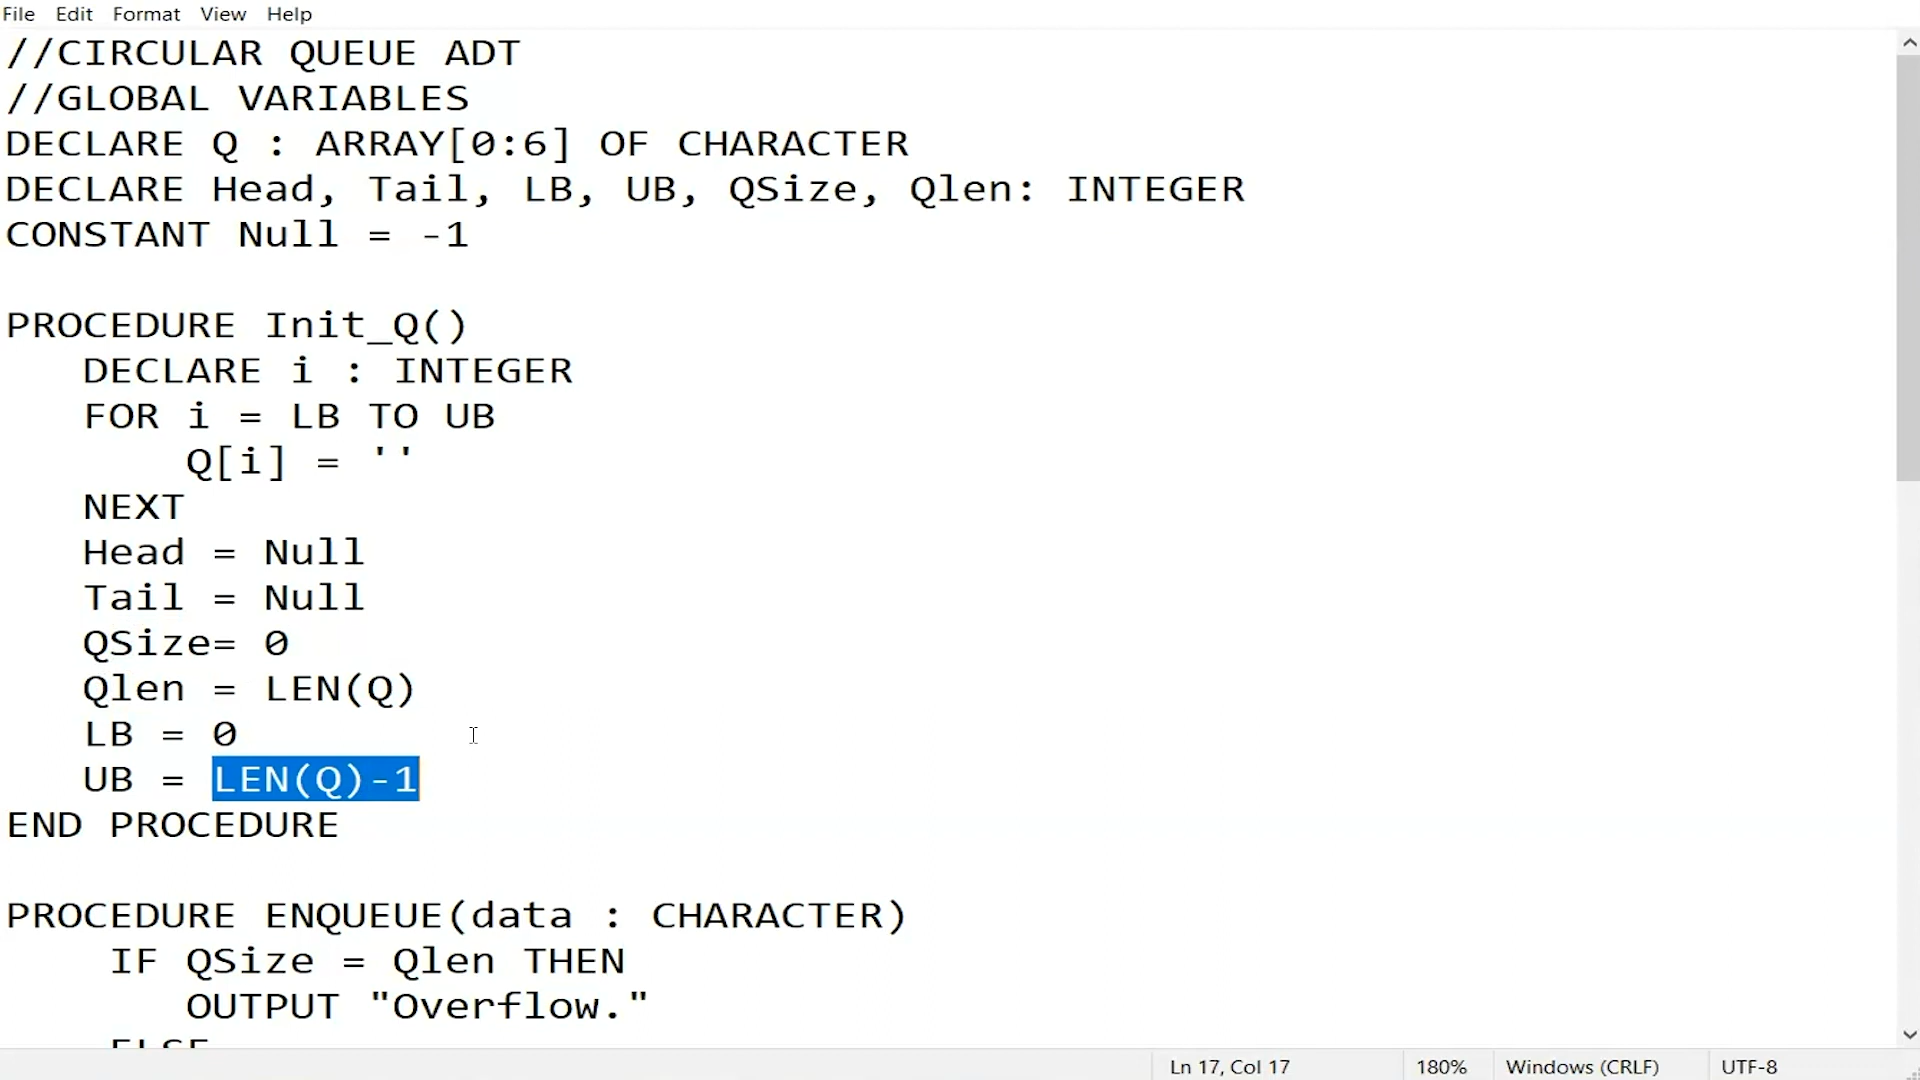 File Edit Format View Help
//CIRCULAR QUEUE ADT
//GLOBAL VARIABLES
DECLARE Q : ARRAY[0:6] OF CHARACTER
DECLARE Head, Tail, LB, UB, QSize, Qlen: INTEGER
CONSTANT Null = -1
PROCEDURE Init_Q()
DECLARE i : INTEGER
FOR i = LB TO UB
Q[i] = ''
NEXT
Head = Null
Tail = Null
QSize= 0
Qlen = LEN(Q)
LB = 0
UB = LEN(Q)-1
END PROCEDURE
PROCEDURE ENQUEUE(data : CHARACTER)
IF QSize = Qlen THEN
OUTPUT "Overflow."
ELSE
Ln 17, Col 17 180% Windows (CRLF) UTF-8